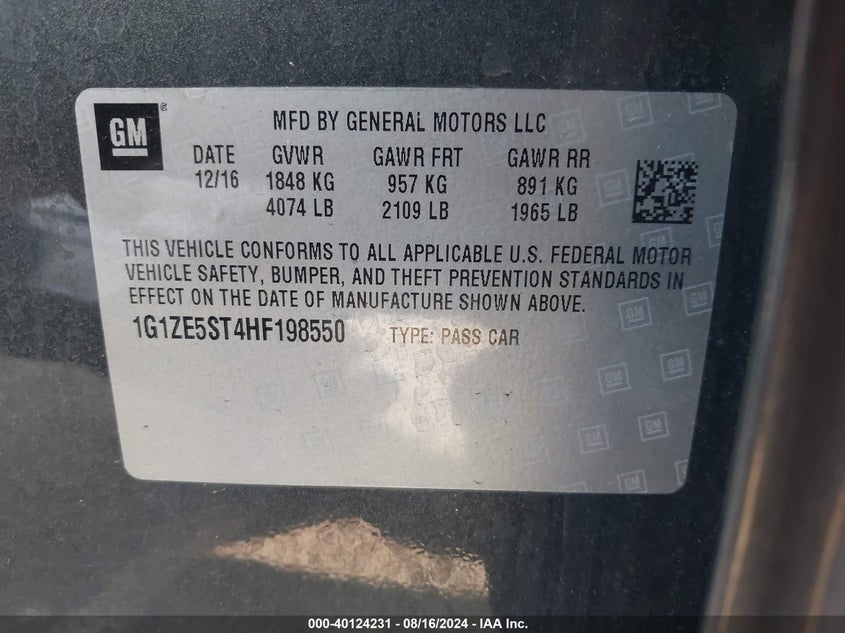 GM
MFD BY GENERAL MOTORS LLC
DATE GVWR GAWR FRT GAWR RR
12/16 1848 KG 957 KG 891 KG
4074 LB 2109 LB 1965 LB
THIS VEHICLE CONFORMS TO ALL APPLICABLE U.S. FEDERAL MOTOR
VEHICLE SAFETY, BUMPER, AND THEFT PREVENTION STANDARDS IN
EFFECT ON THE DATE OF MANUFACTURE SHOWN ABOVE.
1G1ZE5ST4HF198550 TYPE: PASS CAR
000-40124231 - 08/16/2024 - IAA Inc.